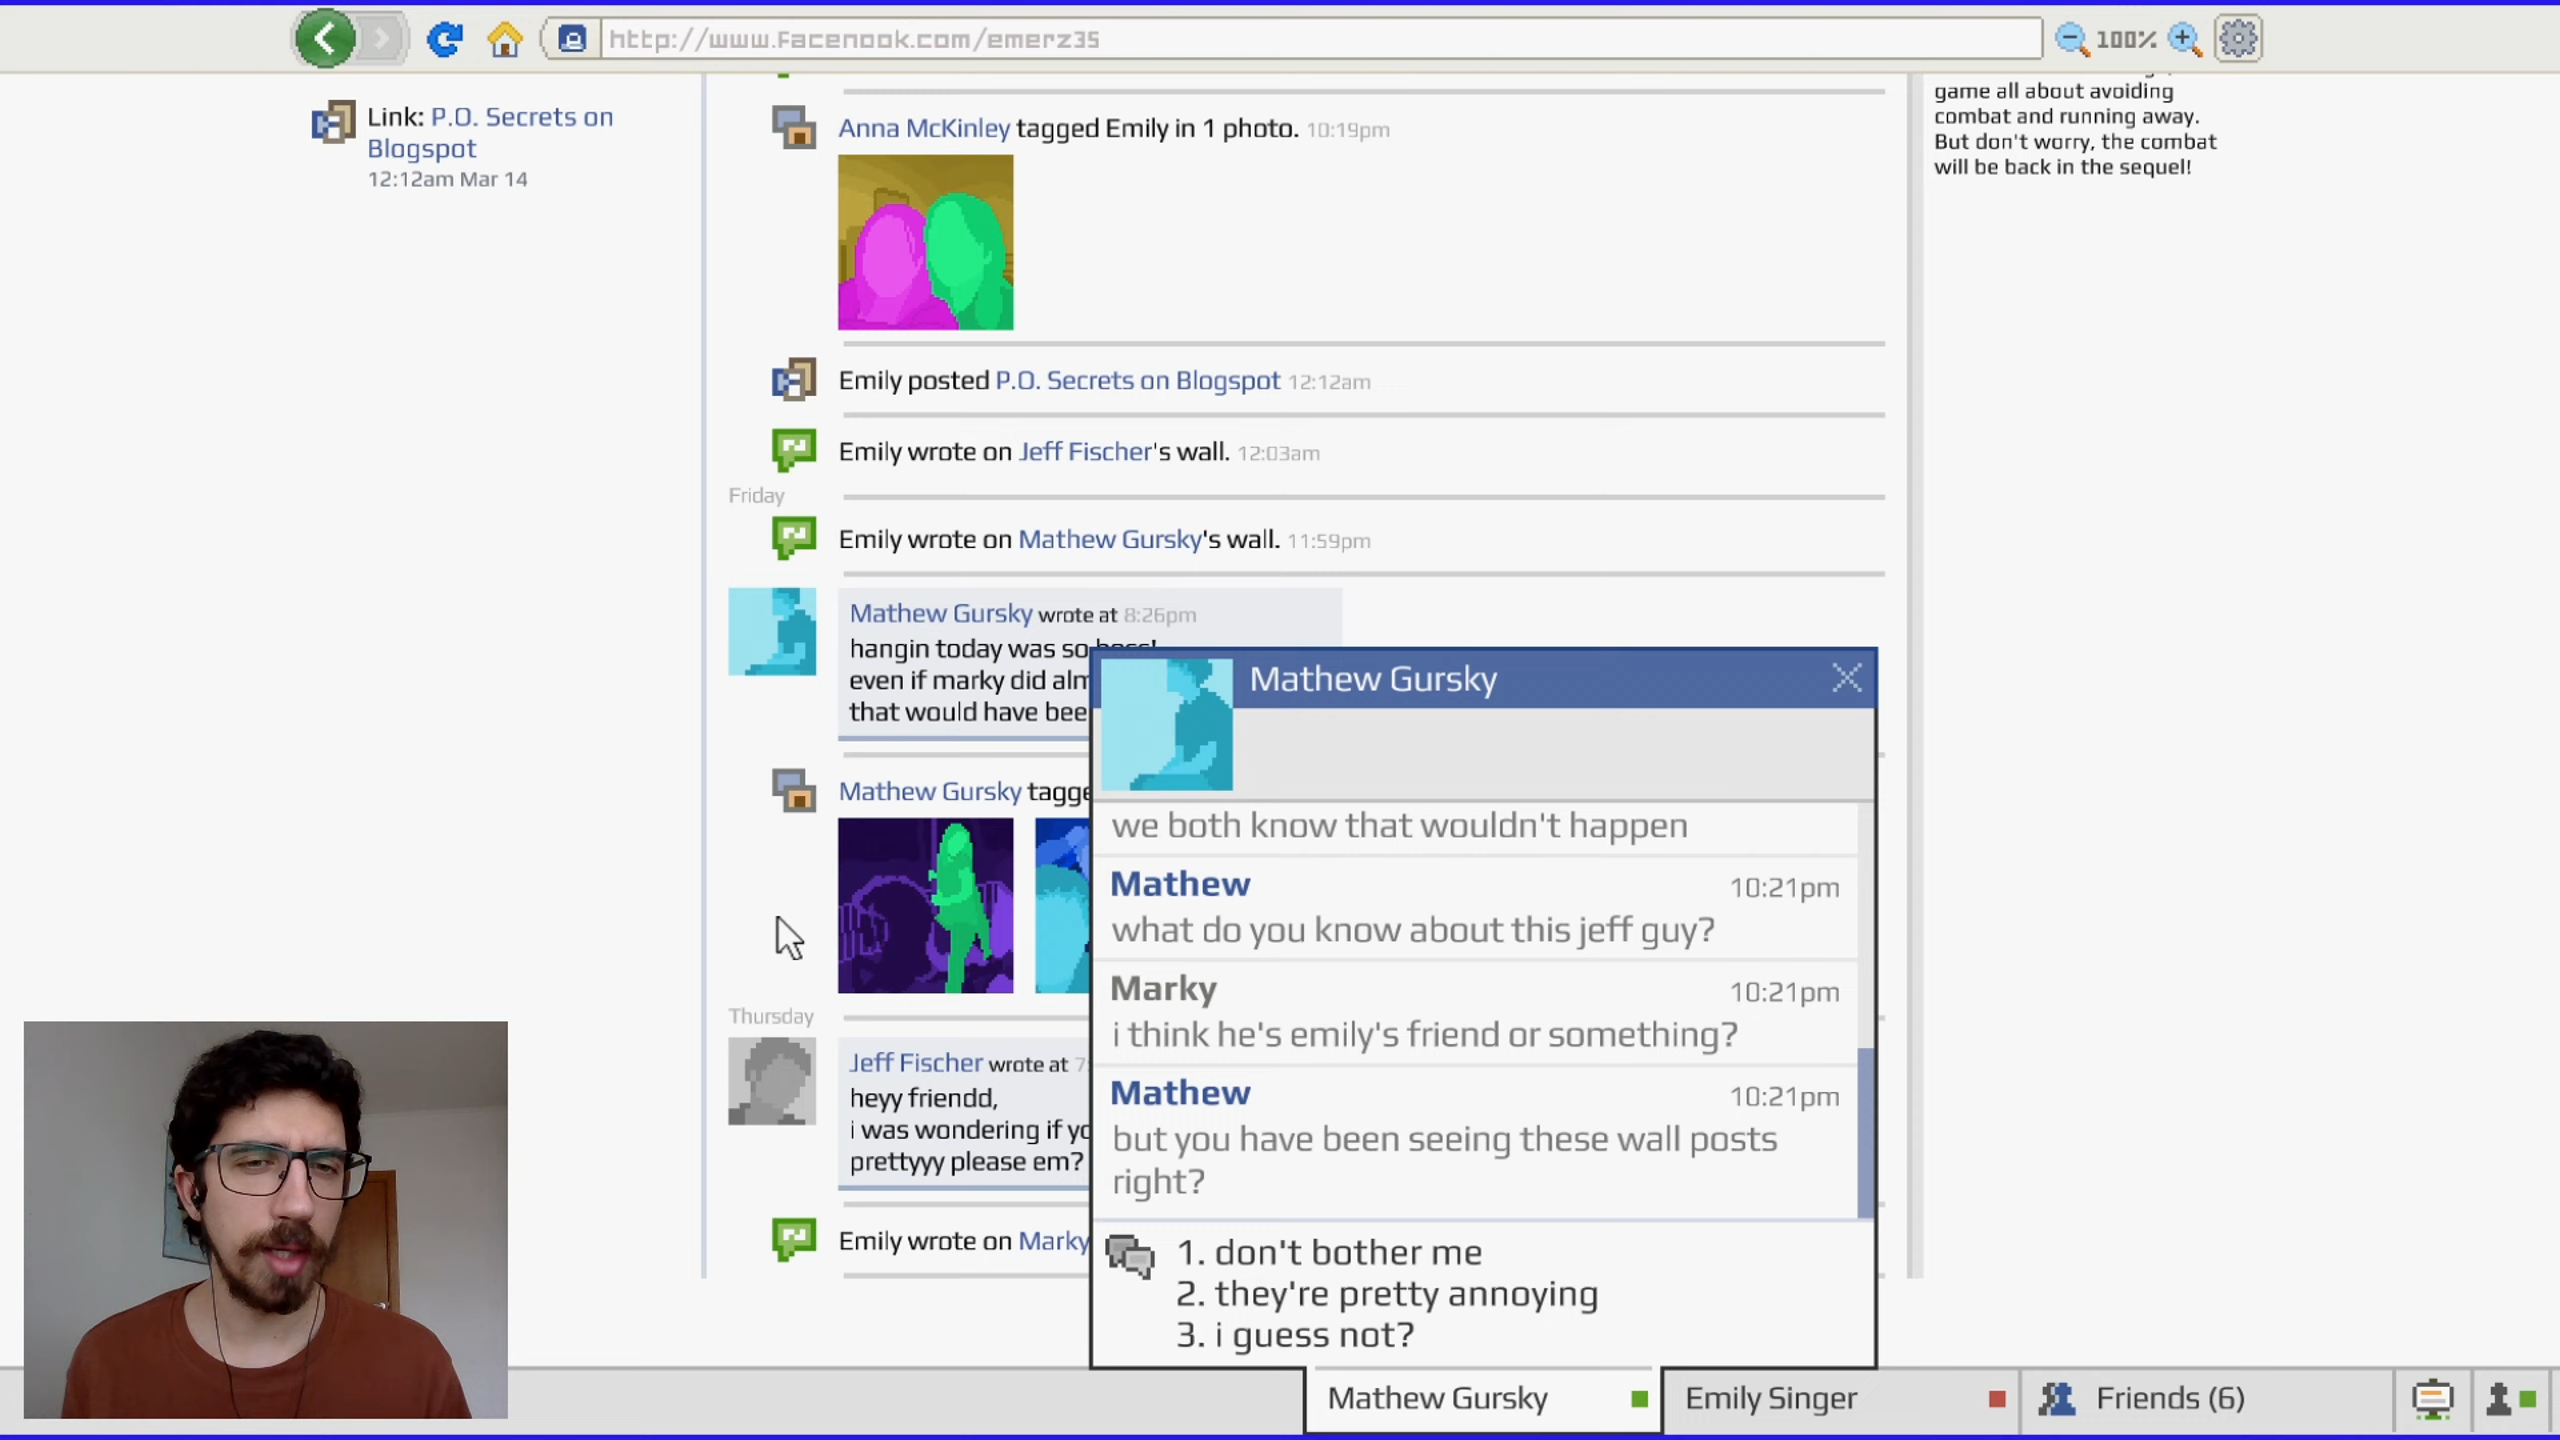 http://www.Facenook.com/emerz35
100%
Link: P.O. Secrets on
Blogspot
12:12am Mar 14
Anna McKinley tagged Emily in 1 photo. 10:19pm
Emily posted P.O. Secrets on Blogspot 12:12am
Emily wrote on Jeff Fischer's wall. 12:03am
Friday
Emily wrote on Mathew Gursky's wall. 11:59pm
Mathew Gursky wrote at 8:26pm
hangin today was so
even if marky did
that would have
Mathew Gursky
Thursday
Jeff Fischer wrote at
heyy friendd,
i was wondering if
prettyyy please em?
Emily wrote on Marky
game all about avoiding
combat and running away.
But don't worry, the combat
will be back in the sequel!
Mathew Gursky
we both know that wouldn't happen
Mathew 10:21pm
what do you know about this jeff guy?
Marky 10:21pm
i think he's emily's friend or something?
Mathew 10:21pm
but you have been seeing these wall posts
right?
1. don't bother me
2. they're pretty annoying
3. i guess not?
Mathew Gursky
Emily Singer
Friends (6)